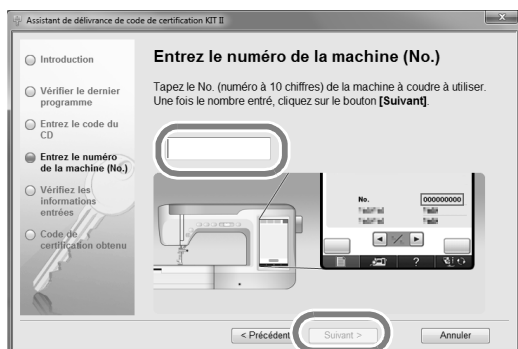 Assistant de délivrance de code de certification KIT II
Introduction
Vérifier le dernier
programme
Entrez le code du
CD
Entrez le numéro
de la machine (No.)
Vérifiez les
informations
entrées
Code de
certification obtenu
Entrez le numéro de la machine (No.)
Tapez le No. (numéro à 10 chiffres) de la machine à coudre à utiliser.
Une fois le nombre entré, cliquez sur le bouton [Suivant].
No. 000000000
?
< Précédent
Suivant >
Annuler